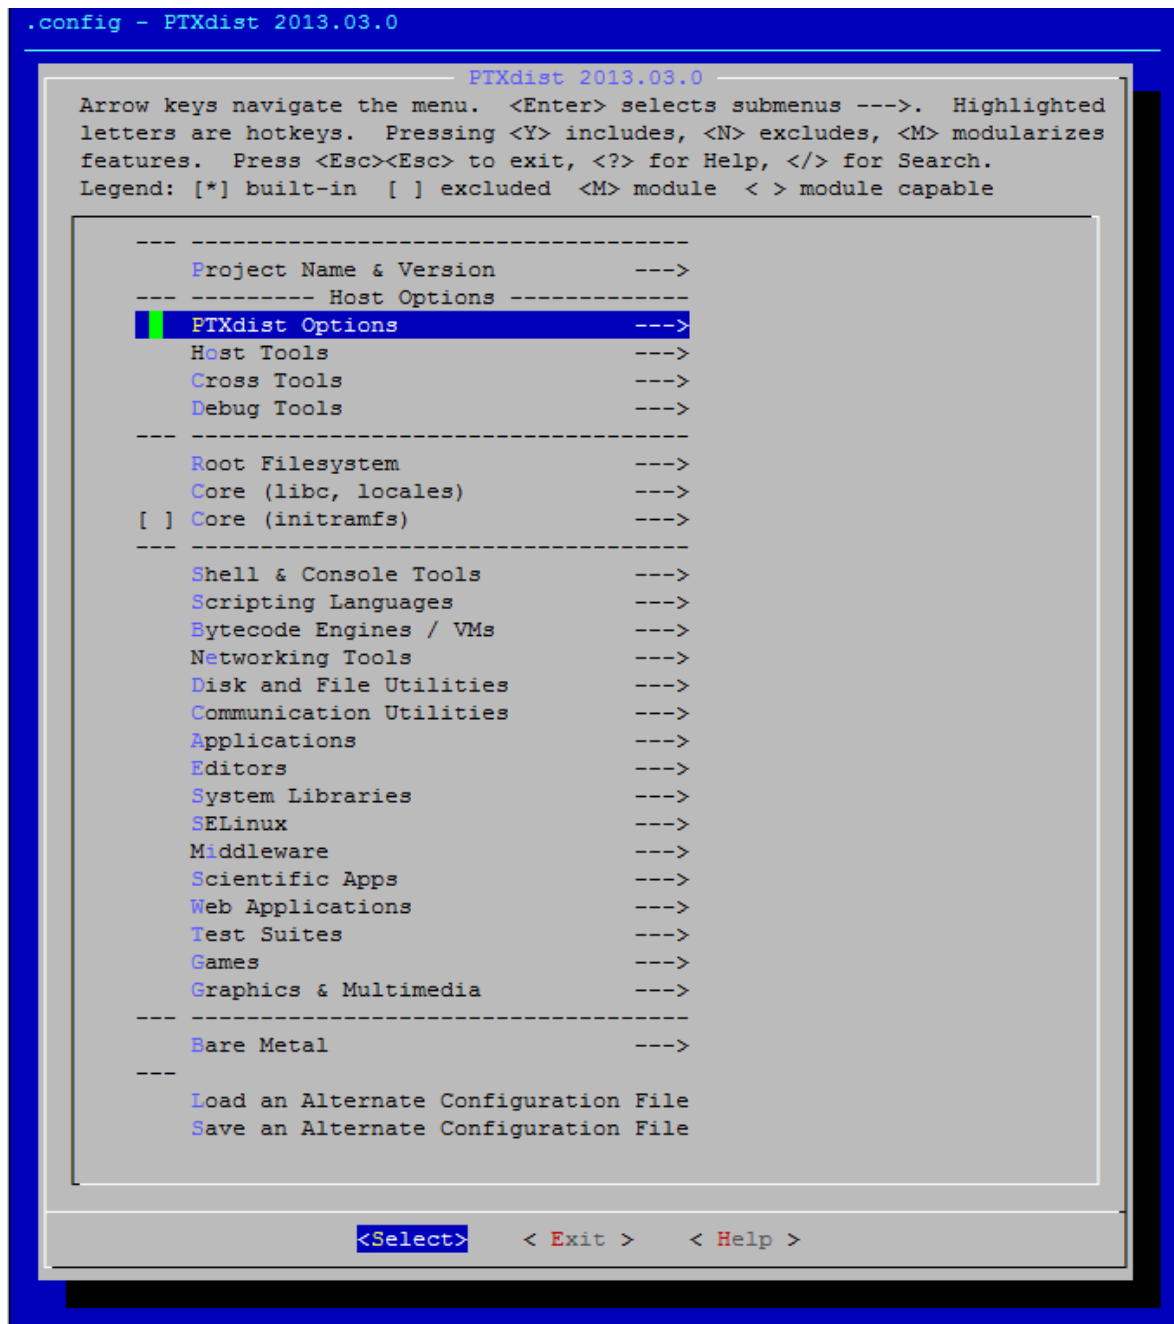 .config - PTXdist 2013.03.0
PTXdist 2013.03.0
Arrow keys navigate the menu.  <Enter> selects submenus --->.  Highlighted
letters are hotkeys.  Pressing <Y> includes, <N> excludes, <M> modularizes
features.  Press <Esc><Esc> to exit, <?> for Help, </> for Search.
Legend: [*] built-in  [ ] excluded  <M> module  < > module capable
--- ------------------------------------
Project Name & Version          --->
--- --------- Host Options -------------
PTXdist Options                 --->
Host Tools                      --->
Cross Tools                     --->
Debug Tools                     --->
--- ------------------------------------
Root Filesystem                 --->
Core (libc, locales)            --->
[ ] Core (initramfs)                --->
--- ------------------------------------
Shell & Console Tools           --->
Scripting Languages             --->
Bytecode Engines / VMs          --->
Networking Tools                --->
Disk and File Utilities         --->
Communication Utilities         --->
Applications                    --->
Editors                         --->
System Libraries                --->
SELinux                         --->
Middleware                      --->
Scientific Apps                 --->
Web Applications                --->
Test Suites                     --->
Games                           --->
Graphics & Multimedia           --->
--- ------------------------------------
Bare Metal                      --->
---
Load an Alternate Configuration File
Save an Alternate Configuration File
<Select>    < Exit >    < Help >